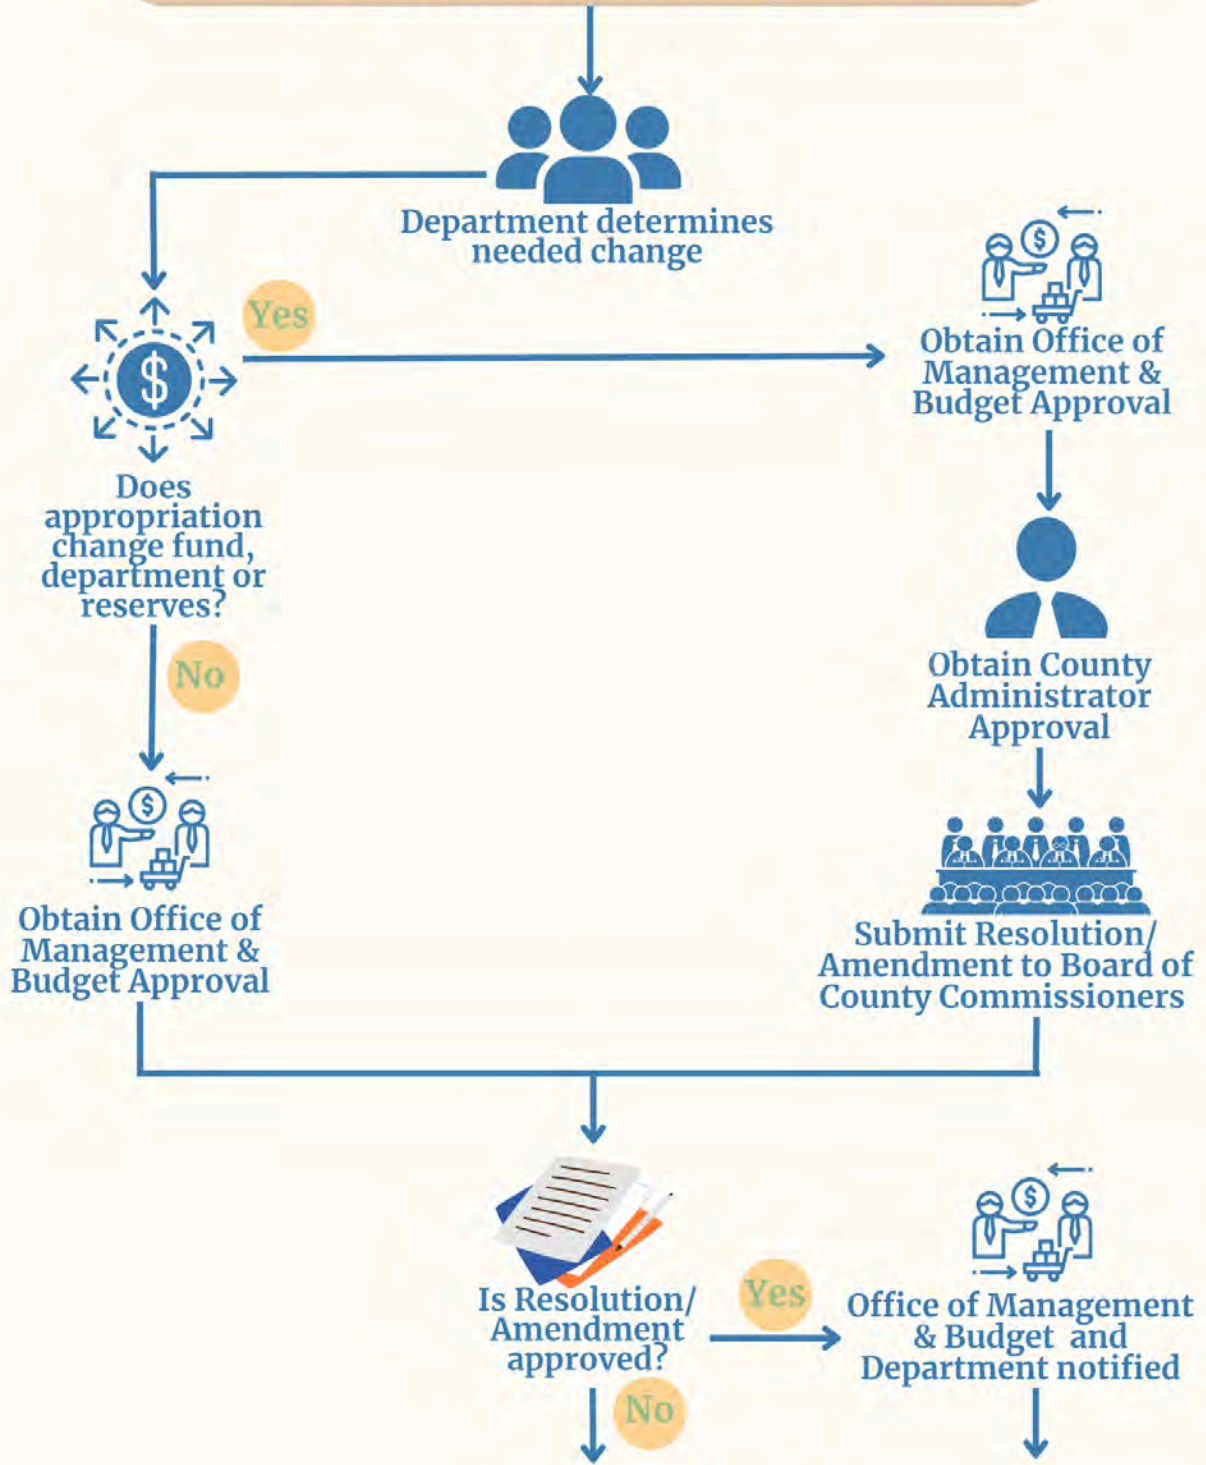 Department determines
needed change
Yes
Obtain Office of
Management &
Budget Approval
Does
appropriation
change fund,
department or
reserves?
No
Obtain County
Administrator
Approval
Obtain Office of
Management &
Budget Approval
Submit Resolution/
Amendment to Board of
County Commissioners
Is Resolution/
Amendment
approved?
Yes
Office of Management
& Budget and
Department notified
No